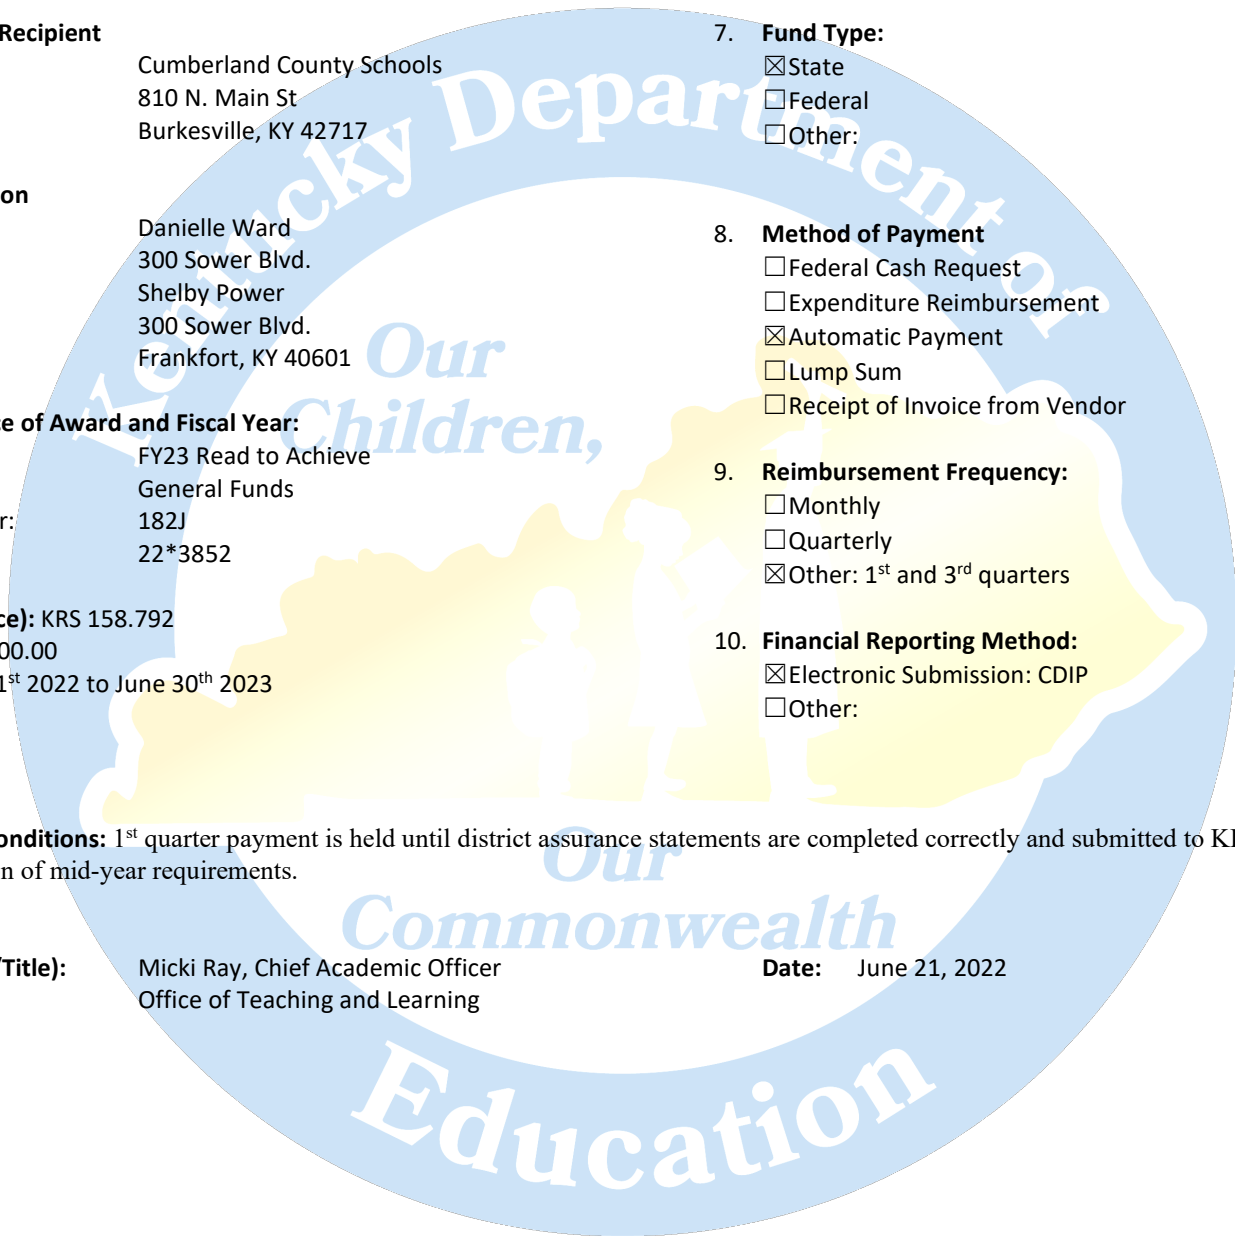 Recipient
Cumberland County Schools
810 N. Main St
Burkesville, KY 42717
on
Danielle Ward
300 Sower Blvd.
Shelby Power
300 Sower Blvd.
Frankfort, KY 40601
ce of Award and Fiscal Year:
FY23 Read to Achieve
General Funds
r: 182J
22*3852
ce): KRS 158.792
00.00
1st 2022 to June 30th 2023
7. Fund Type:
☒State
☐Federal
☐Other:
8. Method of Payment
☐Federal Cash Request
☐Expenditure Reimbursement
☒Automatic Payment
☐Lump Sum
☐Receipt of Invoice from Vendor
9. Reimbursement Frequency:
☐Monthly
☐Quarterly
☒Other: 1st and 3rd quarters
10. Financial Reporting Method:
☒Electronic Submission: CDIP
☐Other:
onditions: 1st quarter payment is held until district assurance statements are completed correctly and submitted to KI
n of mid-year requirements.
/Title): Micki Ray, Chief Academic Officer
Office of Teaching and Learning
Date: June 21, 2022
Kentucky Department of
Education
Our
Children,
Our
Commonwealth